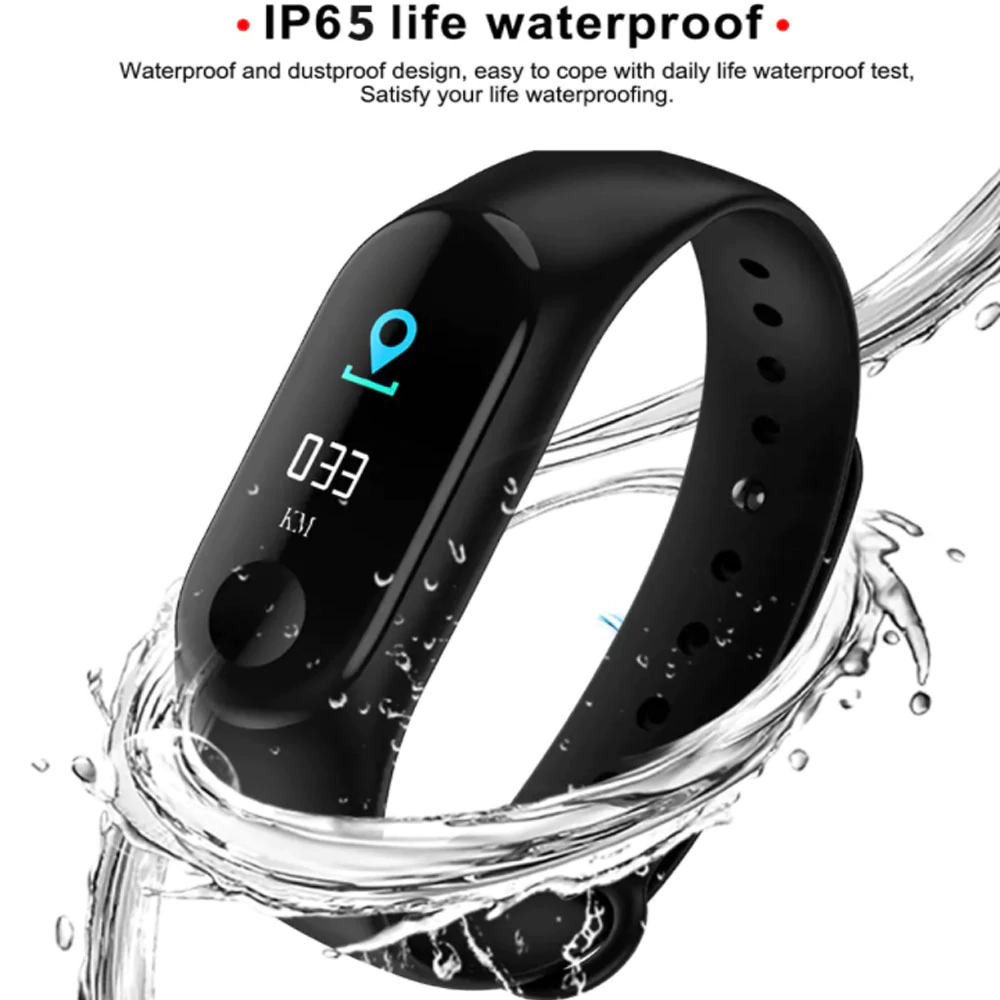 • IP65 life waterproof •
Waterproof and dustproof design, easy to cope with daily life waterproof test,
Satisfy your life waterproofing.
033
KM